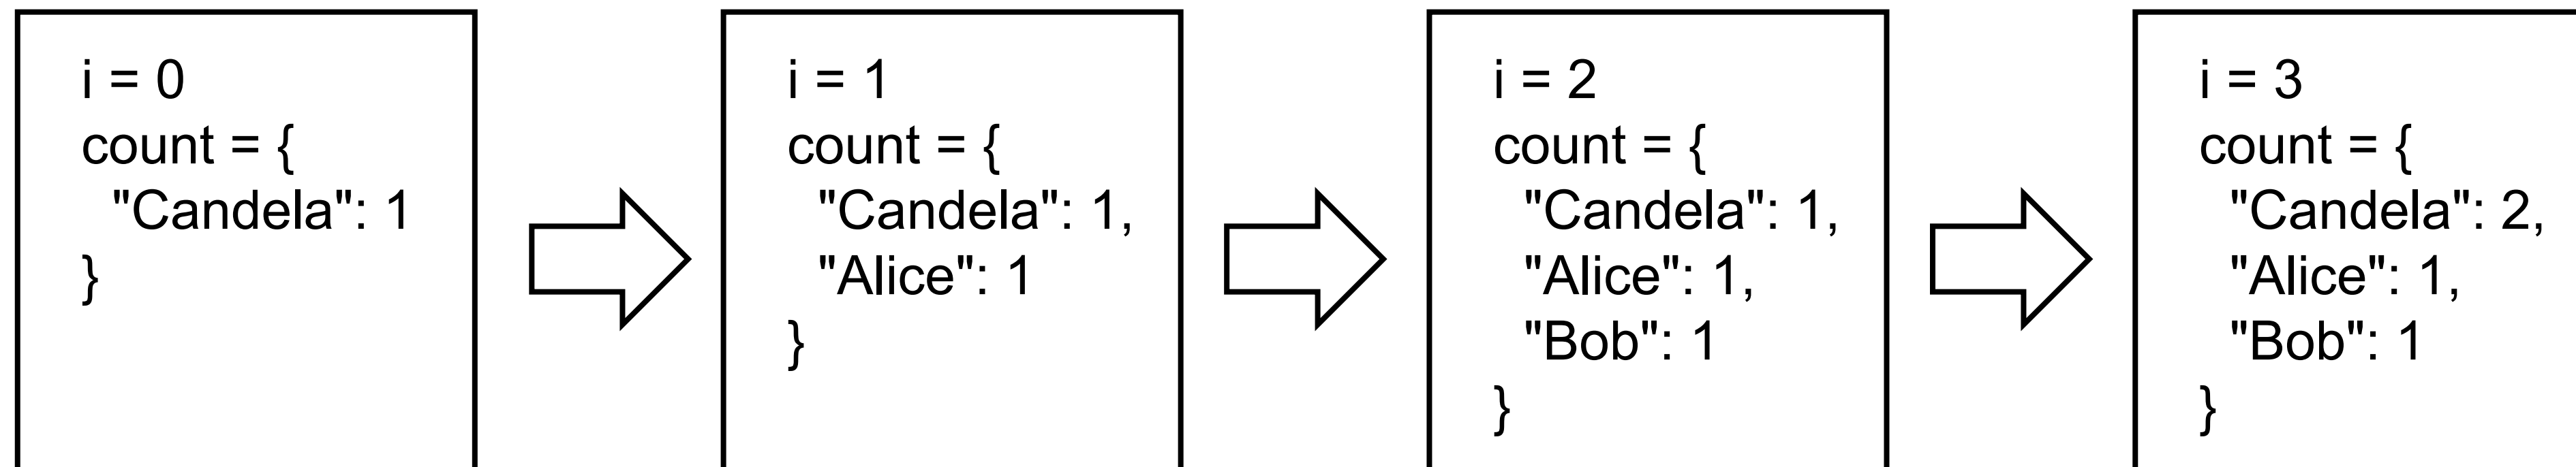 i = 0
count = {
"Candela": 1
}
i = 1
count = {
"Candela": 1,
"Alice": 1
}
i = 2
count = {
"Candela": 1,
"Alice": 1,
"Bob": 1
}
i = 3
count = {
"Candela": 2,
"Alice": 1,
"Bob": 1
}